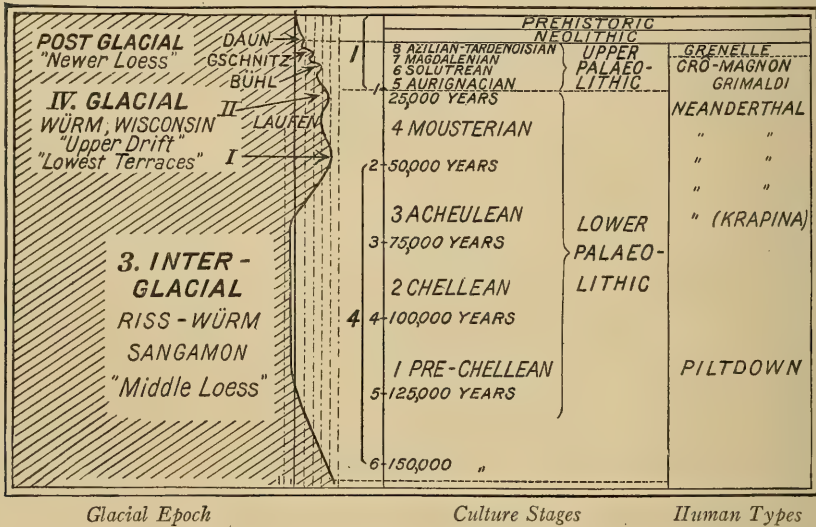 PREHISTORIC
NEOLITHIC
POST GLACIAL
"Newer Loess"
DAUN
GSCHNITZ
BÜHL
IV. GLACIAL
WÜRM, WISCONSIN
"Upper Drift"
"Lowest Terraces"
II
LAUFEN
I
3. INTER-
GLACIAL
RISS-WÜRM
SANGAMON
"Middle Loess"
1
4
8 AZILIAN-TARDENOISIAN
7 MAGDALENIAN
6 SOLUTREAN
5 AURIGNACIAN
1-
25,000 YEARS
4 MOUSTERIAN
2-50,000 YEARS
3 ACHEULEAN
3-75,000 YEARS
2 CHELLEAN
4-100,000 YEARS
1 PRE-CHELLEAN
5-125,000 YEARS
6-150,000 "
UPPER
PALAEO-
LITHIC
LOWER
PALAEO-
LITHIC
GRENELLE
CRÔ-MAGNON
GRIMALDI
NEANDERTHAL
" "
" "
" "
" (KRAPINA)
PILTDOWN
Glacial Epoch
Culture Stages
Human Types